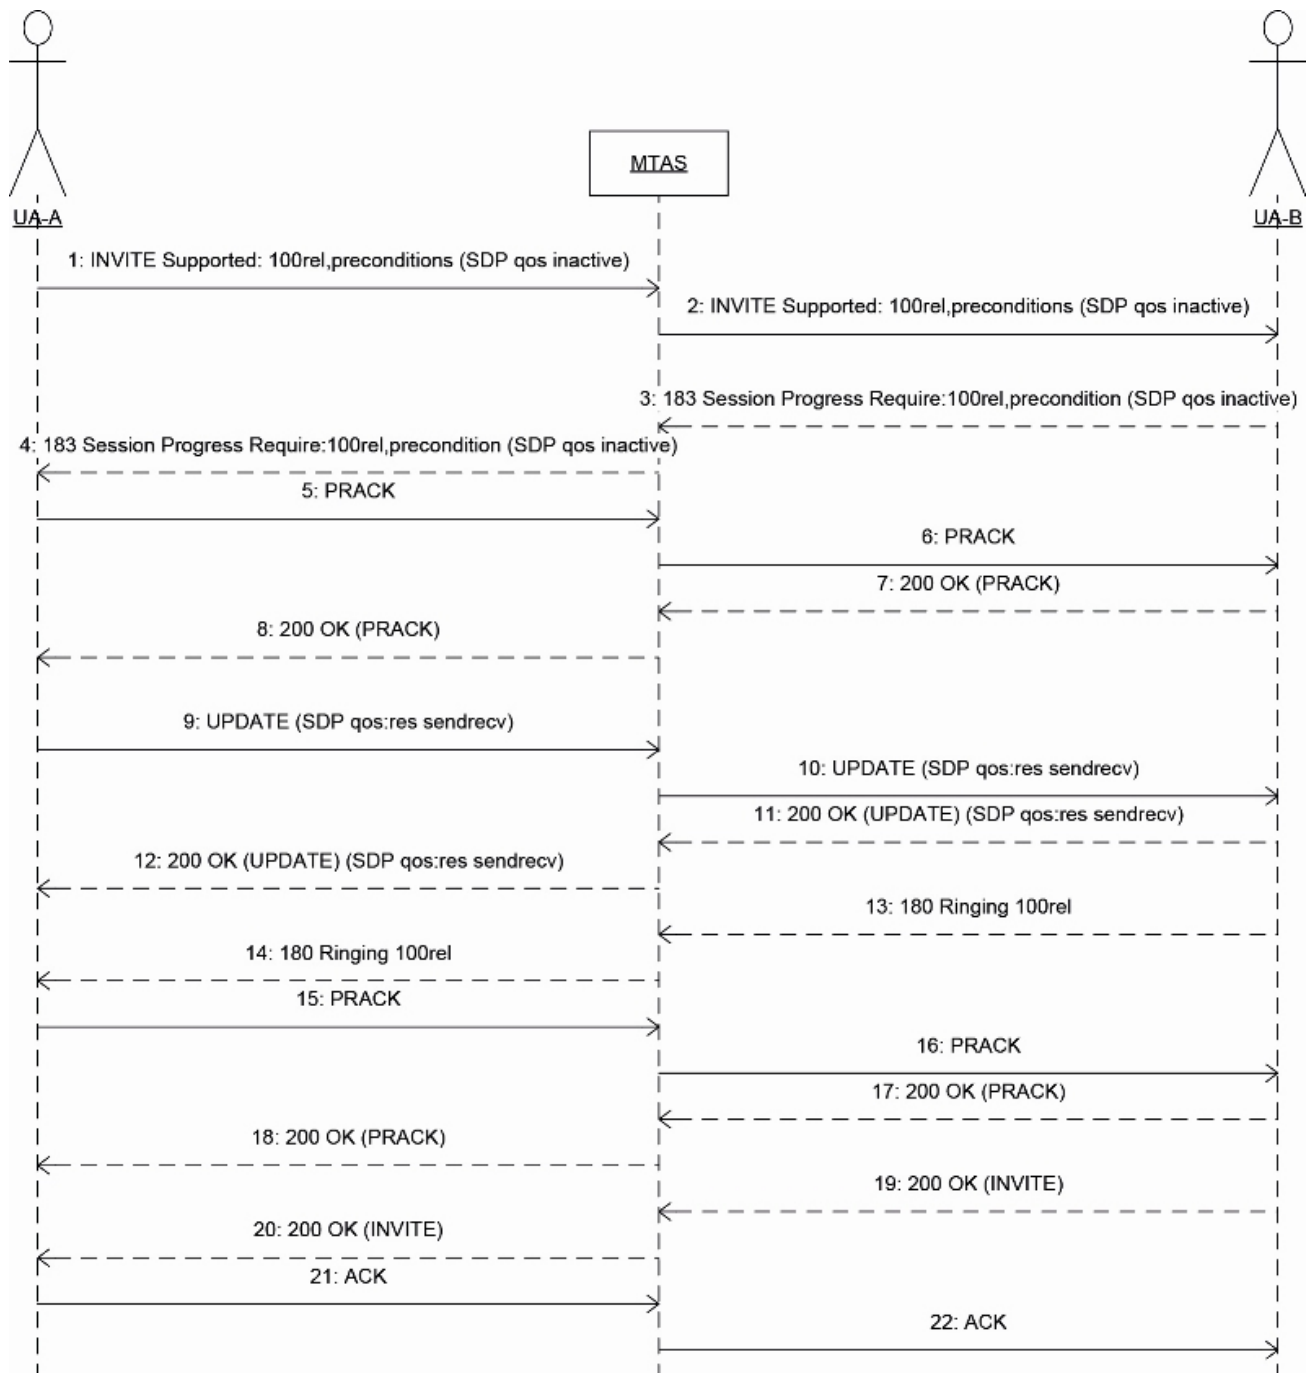 MTAS
UA-A
UA-B
1: INVITE Supported: 100rel,preconditions (SDP qos inactive)
2: INVITE Supported: 100rel,preconditions (SDP qos inactive)
3: 183 Session Progress Require:100rel,precondition (SDP qos inactive)
4: 183 Session Progress Require:100rel,precondition (SDP qos inactive)
5: PRACK
6: PRACK
7: 200 OK (PRACK)
8: 200 OK (PRACK)
9: UPDATE (SDP qos:res sendrecv)
10: UPDATE (SDP qos:res sendrecv)
11: 200 OK (UPDATE) (SDP qos:res sendrecv)
12: 200 OK (UPDATE) (SDP qos:res sendrecv)
13: 180 Ringing 100rel
14: 180 Ringing 100rel
15: PRACK
16: PRACK
17: 200 OK (PRACK)
18: 200 OK (PRACK)
19: 200 OK (INVITE)
20: 200 OK (INVITE)
21: ACK
22: ACK